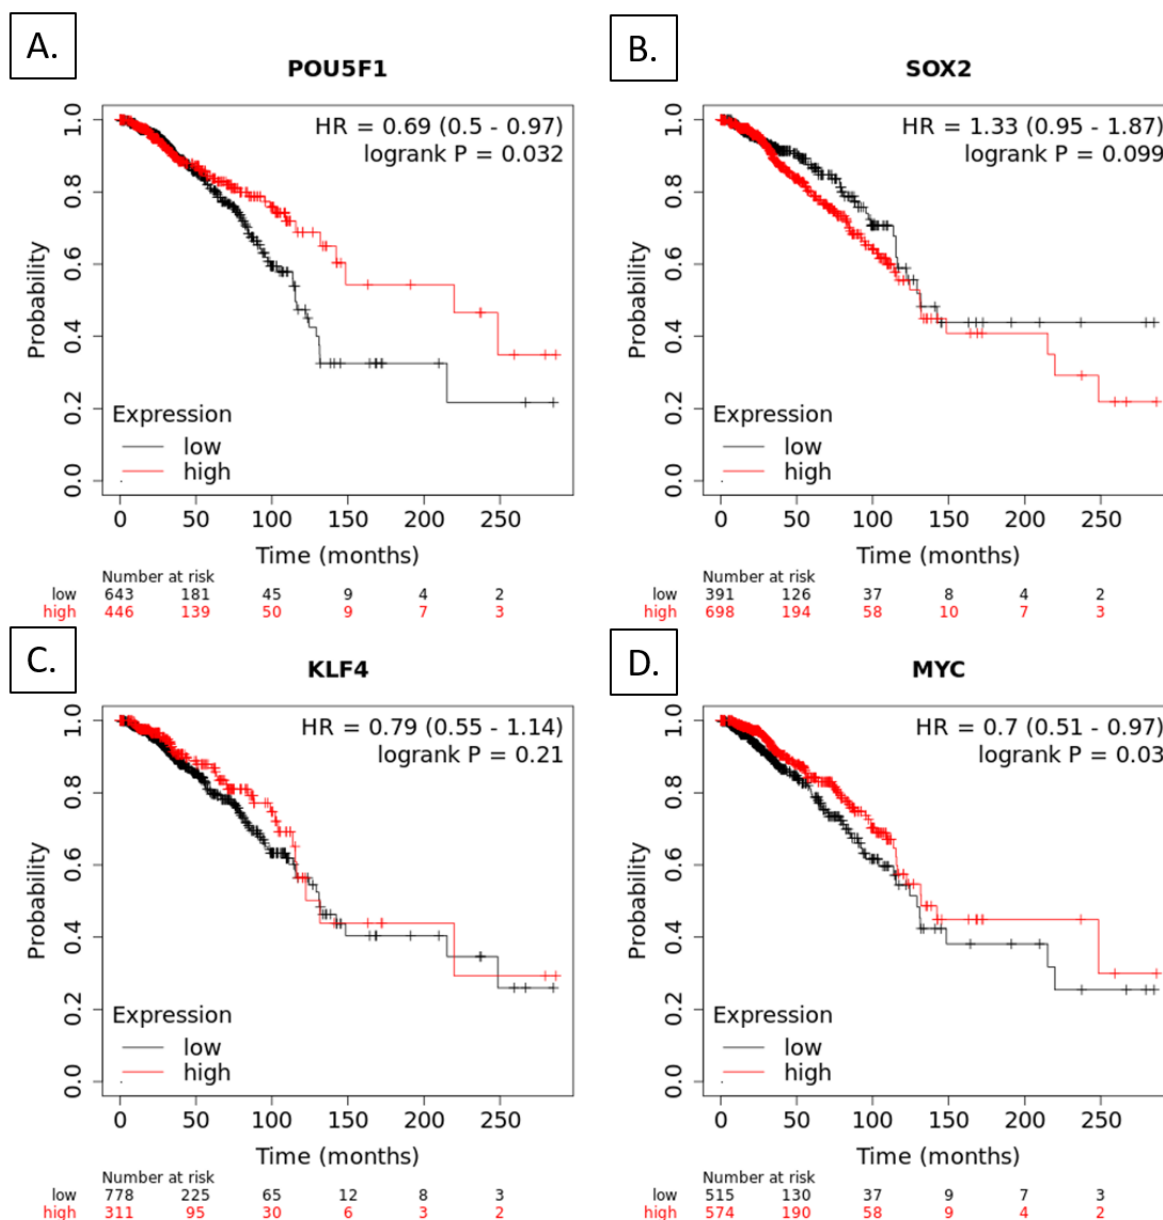 A.
POU5F1
HR = 0.69 (0.5 - 0.97)
logrank P = 0.032
Probability
1.0
0.8
0.6
0.4
0.2
0.0
Expression
low
high
0 50 100 150 200 250
Time (months)
Number at risk
low 643 181 45 9 4 2
high 446 139 50 9 7 3
B.
SOX2
HR = 1.33 (0.95 - 1.87)
logrank P = 0.099
Probability
1.0
0.8
0.6
0.4
0.2
0.0
Expression
low
high
0 50 100 150 200 250
Time (months)
Number at risk
low 391 126 37 8 4 2
high 698 194 58 10 7 3
C.
KLF4
HR = 0.79 (0.55 - 1.14)
logrank P = 0.21
Probability
1.0
0.8
0.6
0.4
0.2
0.0
Expression
low
high
0 50 100 150 200 250
Time (months)
Number at risk
low 778 225 65 12 8 3
high 311 95 30 6 3 2
D.
MYC
HR = 0.7 (0.51 - 0.97)
logrank P = 0.03
Probability
1.0
0.8
0.6
0.4
0.2
0.0
Expression
low
high
0 50 100 150 200 250
Time (months)
Number at risk
low 515 130 37 9 7 3
high 574 190 58 9 4 2